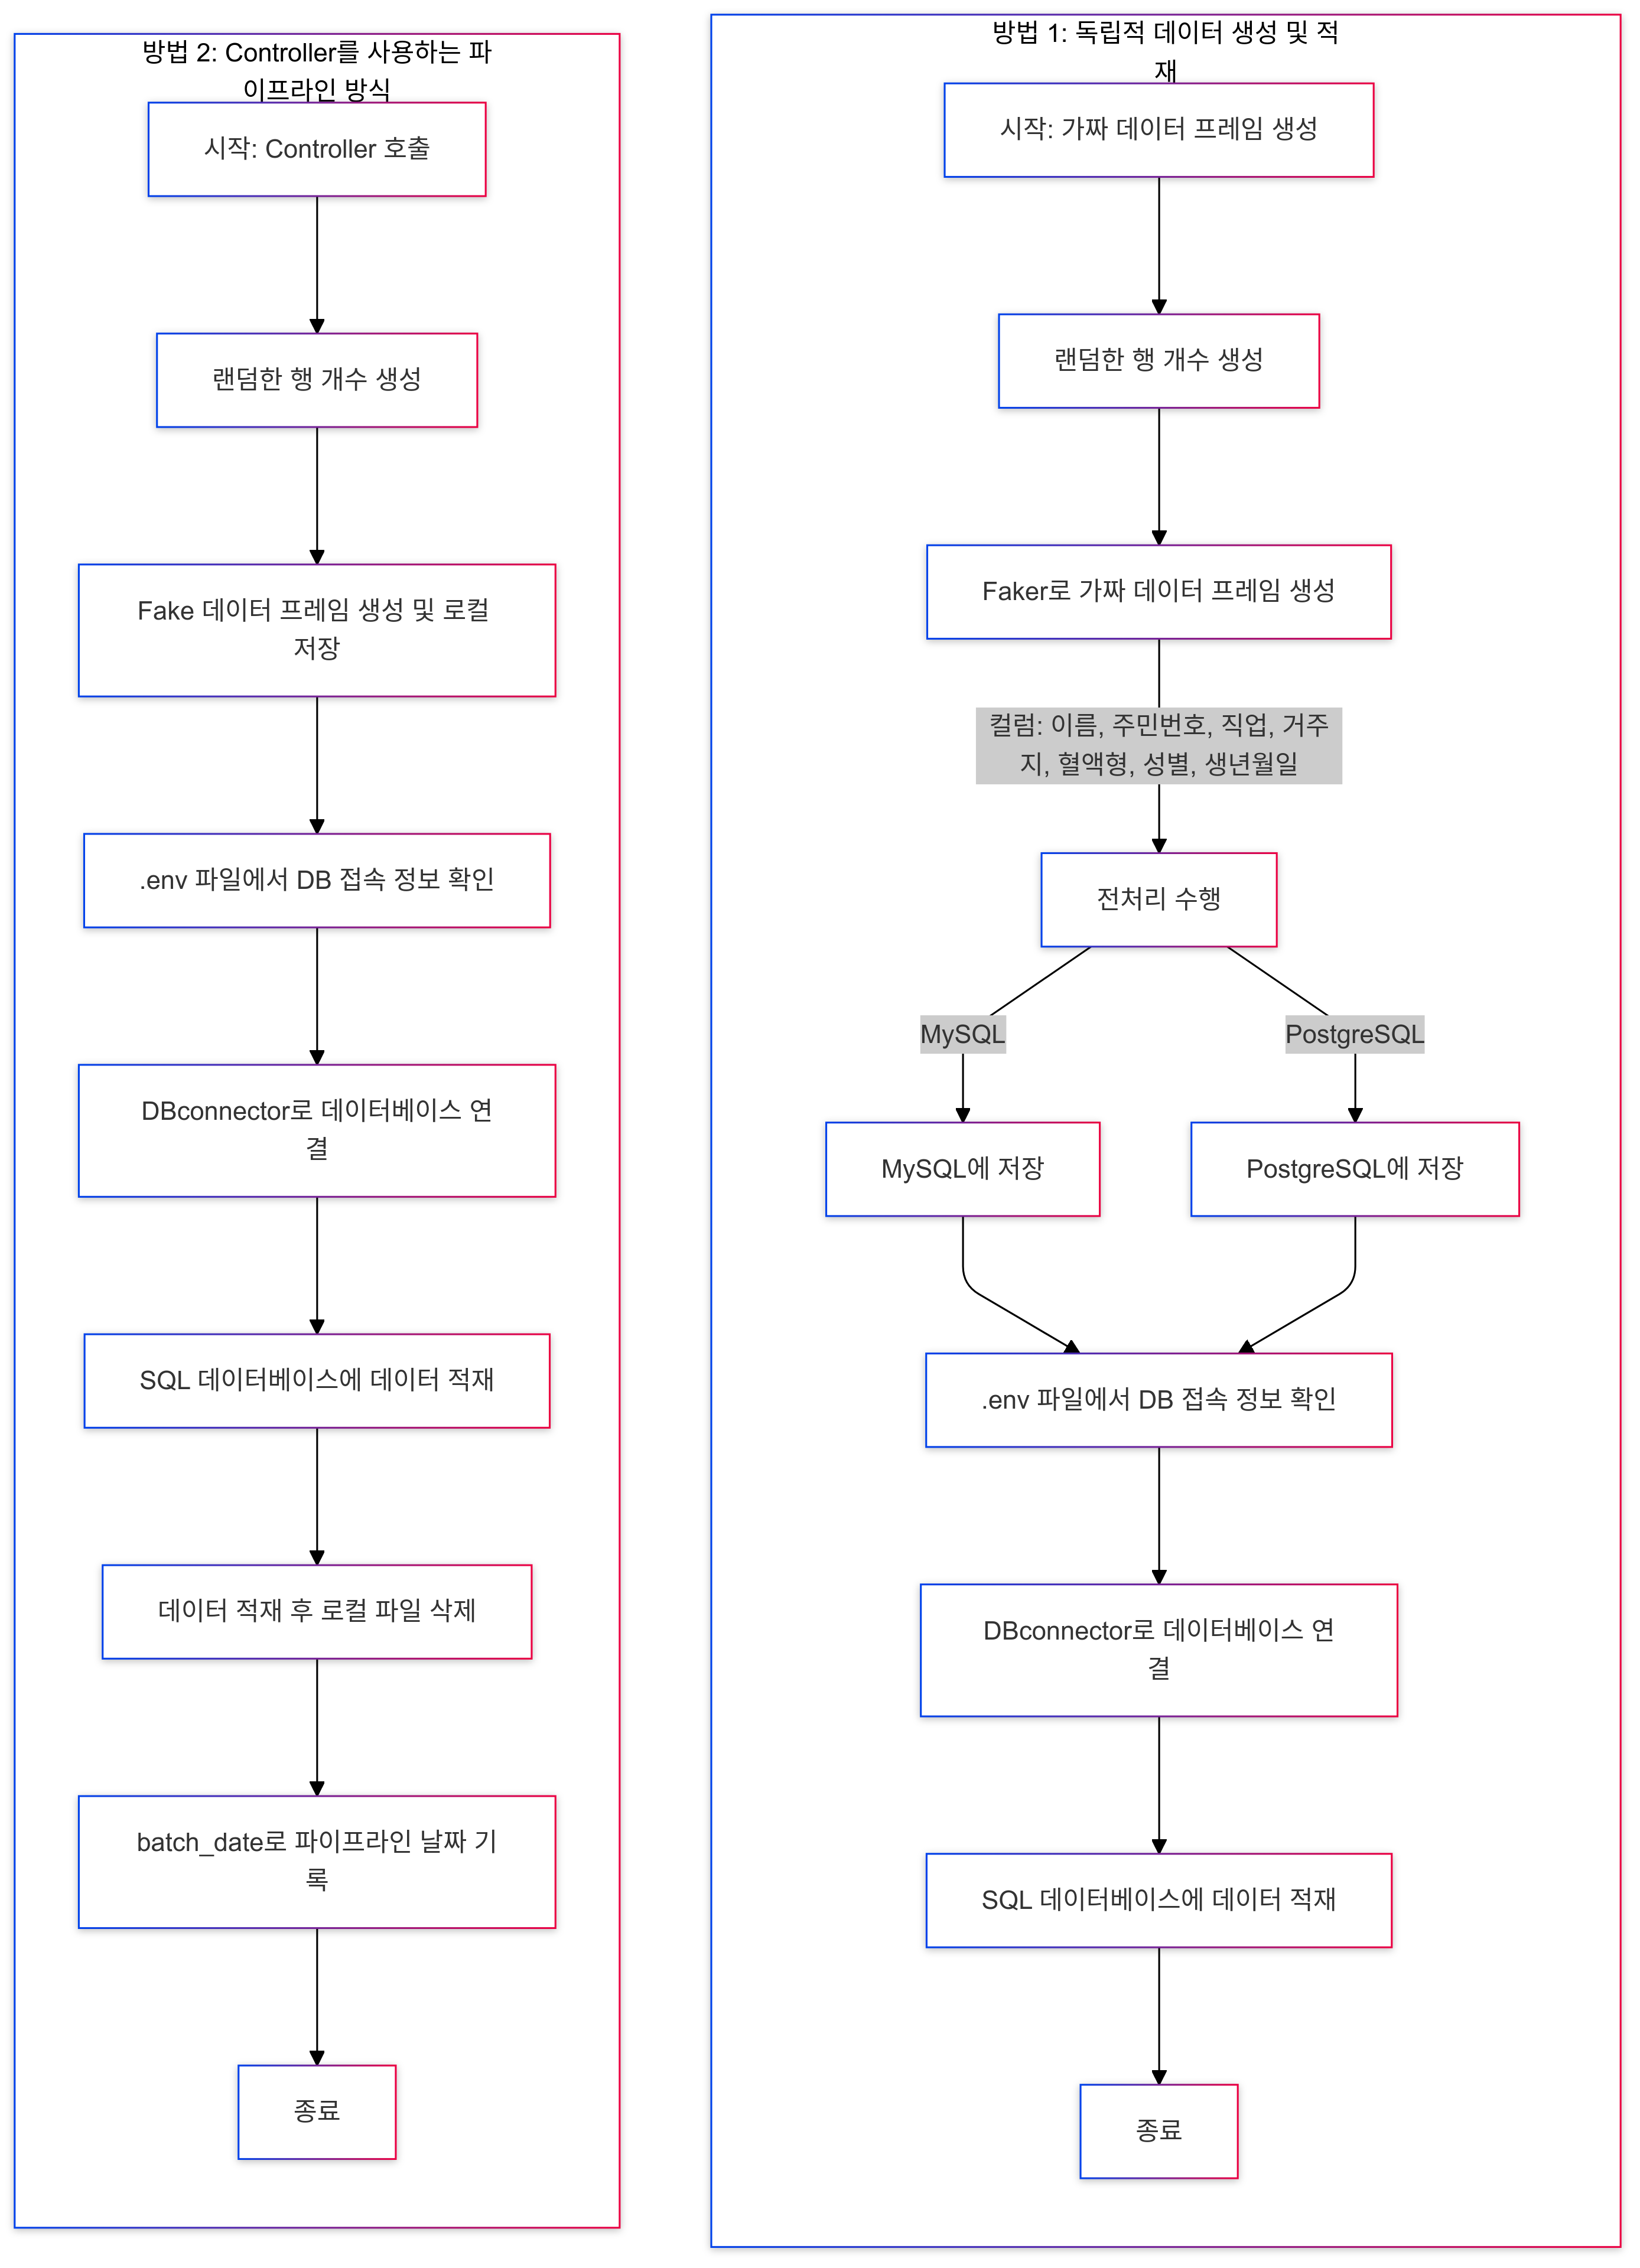 방법 2: Controller를 사용하는 파
이프라인 방식
시작: Controller 호출
랜덤한 행 개수 생성
Fake 데이터 프레임 생성 및 로컬
저장
.env 파일에서 DB 접속 정보 확인
DBconnector로 데이터베이스 연
결
SQL 데이터베이스에 데이터 적재
데이터 적재 후 로컬 파일 삭제
batch_date로 파이프라인 날짜 기
록
종료
방법 1: 독립적 데이터 생성 및 적
재
시작: 가짜 데이터 프레임 생성
랜덤한 행 개수 생성
Faker로 가짜 데이터 프레임 생성
컬럼: 이름, 주민번호, 직업, 거주
지, 혈액형, 성별, 생년월일
전처리 수행
MySQL
PostgreSQL
MySQL에 저장
PostgreSQL에 저장
.env 파일에서 DB 접속 정보 확인
DBconnector로 데이터베이스 연
결
SQL 데이터베이스에 데이터 적재
종료